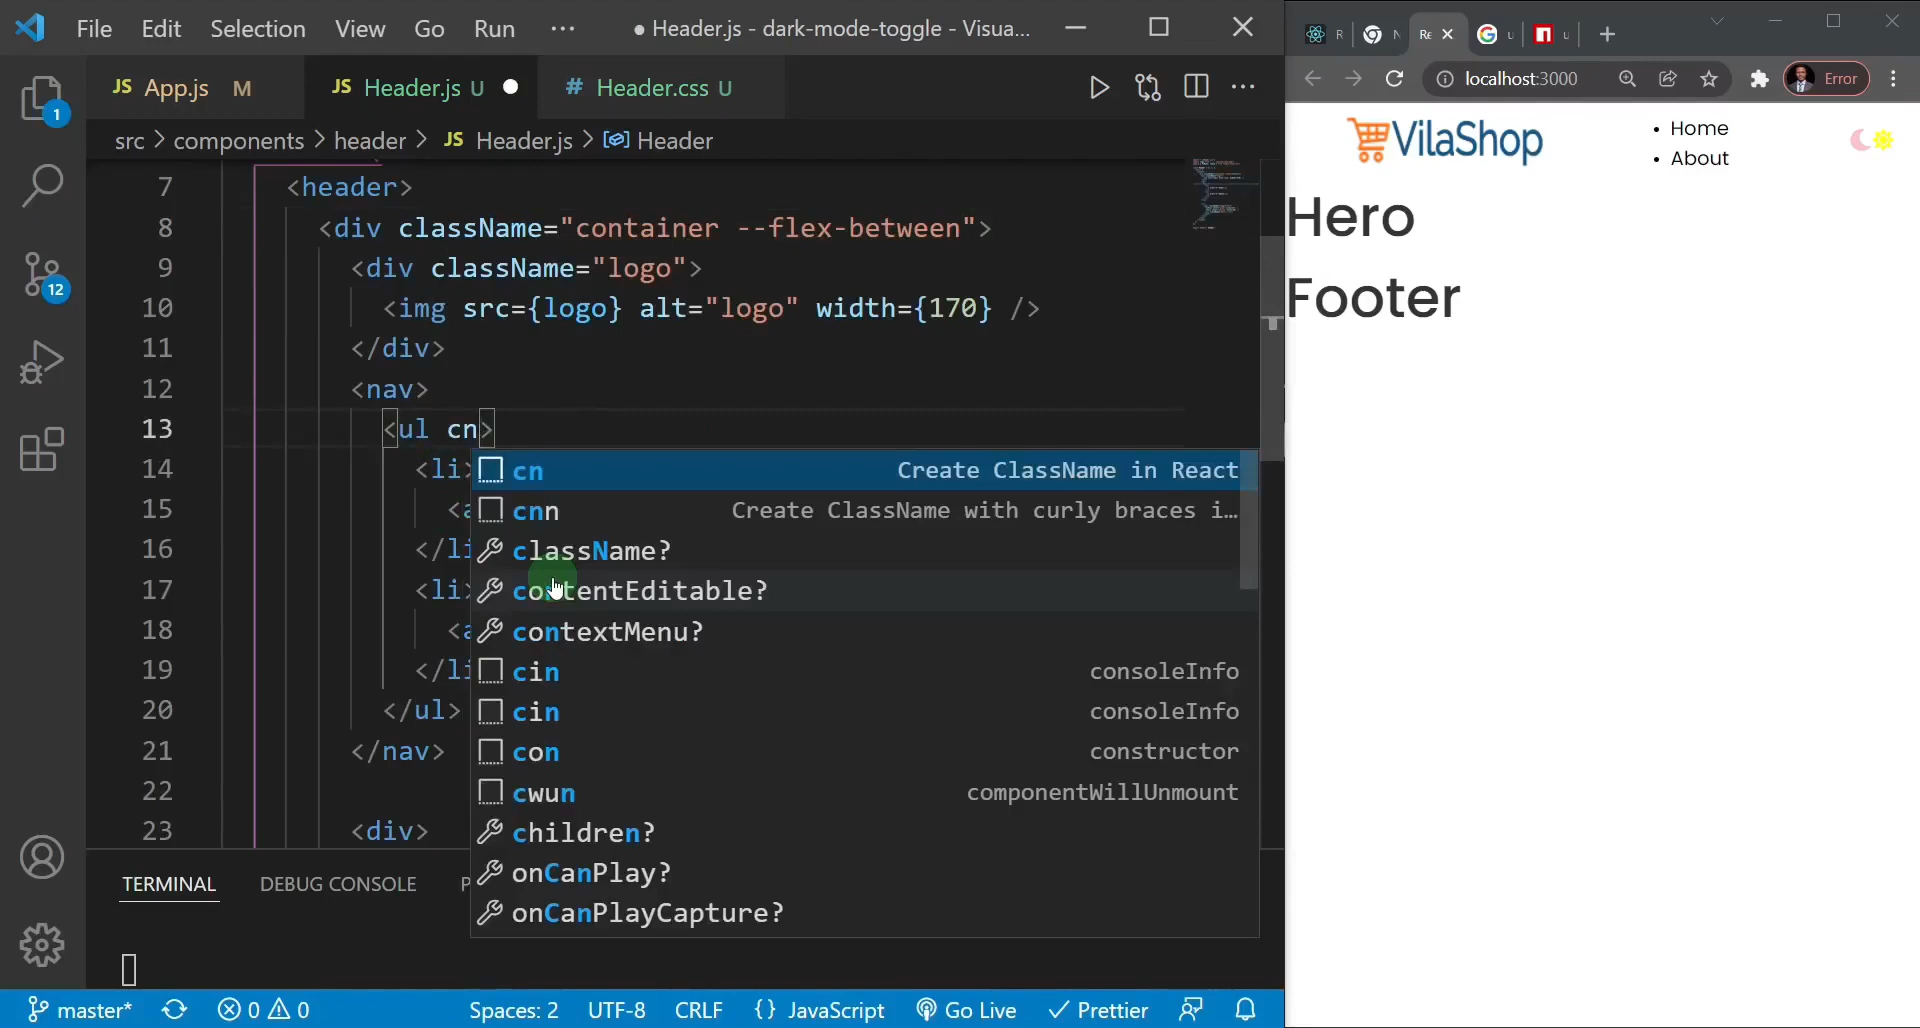 File Edit Selection View Go Run ··· ● Header.js - dark-mode-toggle - Visua...
JS App.js M JS Header.js U # Header.css U
src > components > header > JS Header.js > Header
7 <header>
8 <div className="container --flex-between">
9 <div className="logo">
10 <img src={logo} alt="logo" width={170} />
11 </div>
12 <nav>
13 <ul cn>
14 <li>
15 <a
16 </li
17 <li>
18 <a
19 </li
20 </ul>
21 </nav>
22
23 <div>
cn Create ClassName in React
cnn Create ClassName with curly braces i…
className?
contentEditable?
contextMenu?
cin consoleInfo
cin consoleInfo
con constructor
cwun componentWillUnmount
children?
onCanPlay?
onCanPlayCapture?
TERMINAL DEBUG CONSOLE P
1
12
master* 0 0 Spaces: 2 UTF-8 CRLF {} JavaScript Go Live Prettier
R N Re u u
localhost:3000 Error
VilaShop
• Home
• About
Hero
Footer